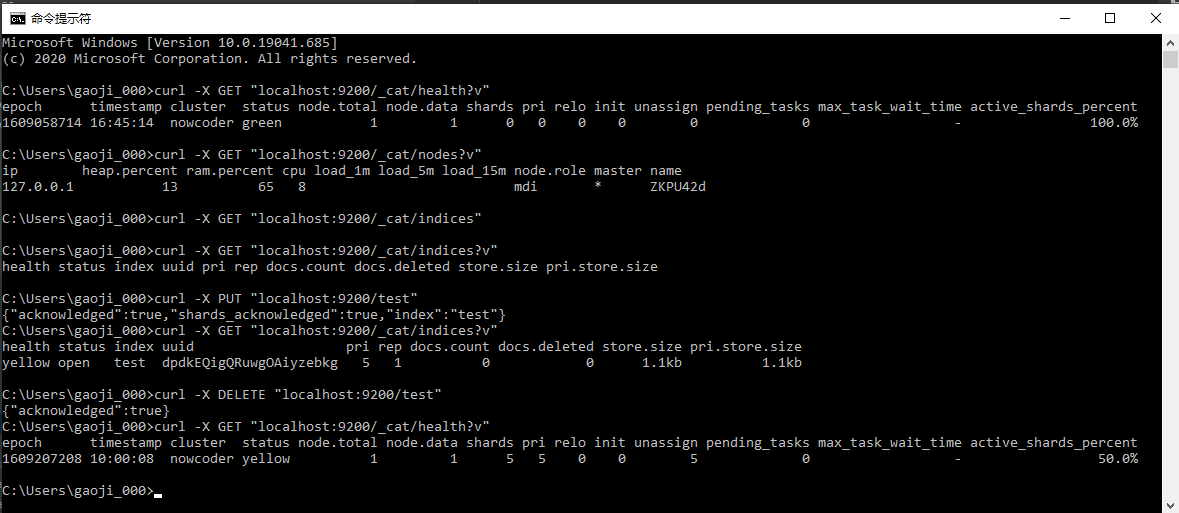 命令提示符
Microsoft Windows [Version 10.0.19041.685]
(c) 2020 Microsoft Corporation. All rights reserved.
C:\Users\gaoji_000>curl -X GET "localhost:9200/_cat/health?v"
epoch      timestamp cluster  status node.total node.data shards pri relo init unassign pending_tasks max_task_wait_time active_shards_percent
1609058714 16:45:14  nowcoder green           1         1      0   0    0    0        0             0                  -                100.0%
C:\Users\gaoji_000>curl -X GET "localhost:9200/_cat/nodes?v"
ip        heap.percent ram.percent cpu load_1m load_5m load_15m node.role master name
127.0.0.1           13          65   8                          mdi       *      ZKPU42d
C:\Users\gaoji_000>curl -X GET "localhost:9200/_cat/indices"
C:\Users\gaoji_000>curl -X GET "localhost:9200/_cat/indices?v"
health status index uuid pri rep docs.count docs.deleted store.size pri.store.size
C:\Users\gaoji_000>curl -X PUT "localhost:9200/test"
{"acknowledged":true,"shards_acknowledged":true,"index":"test"}
C:\Users\gaoji_000>curl -X GET "localhost:9200/_cat/indices?v"
health status index uuid                   pri rep docs.count docs.deleted store.size pri.store.size
yellow open   test  dpdkEQigQRuwgOAiyzebkg   5   1          0            0      1.1kb          1.1kb
C:\Users\gaoji_000>curl -X DELETE "localhost:9200/test"
{"acknowledged":true}
C:\Users\gaoji_000>curl -X GET "localhost:9200/_cat/health?v"
epoch      timestamp cluster  status node.total node.data shards pri relo init unassign pending_tasks max_task_wait_time active_shards_percent
1609207208 10:00:08  nowcoder yellow          1         1      5   5    0    0        5             0                  -                 50.0%
C:\Users\gaoji_000>